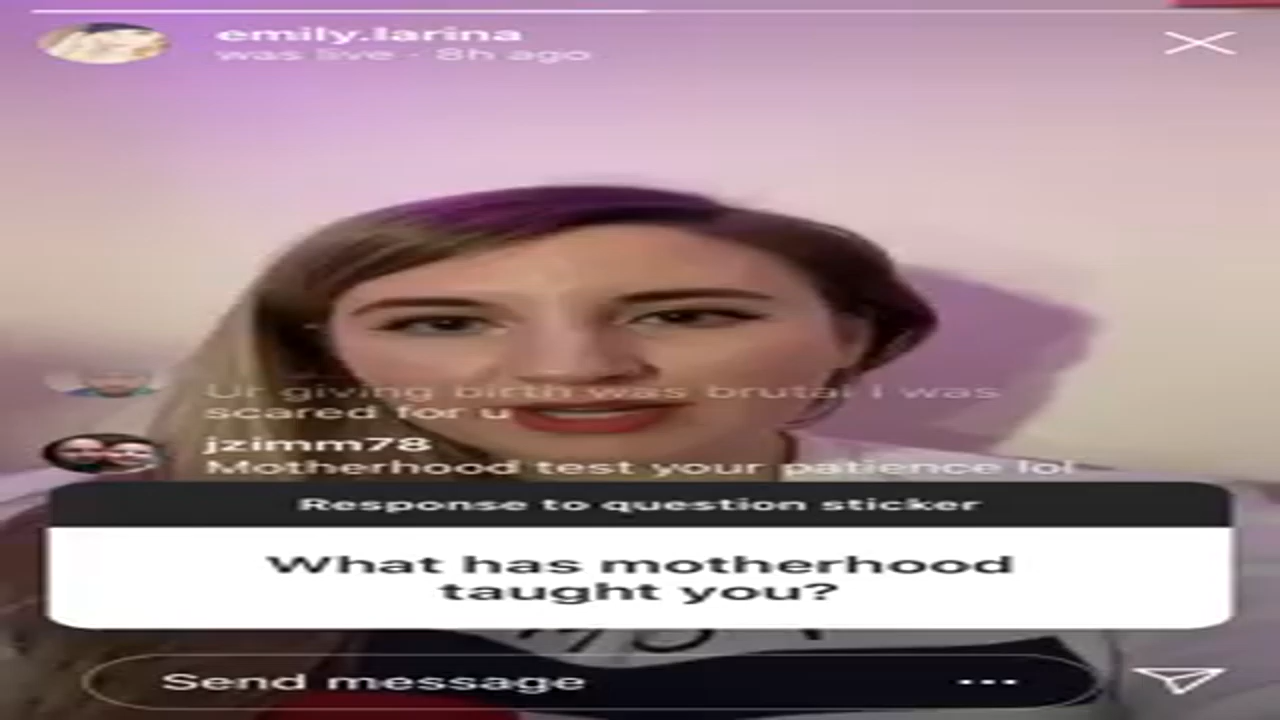 emily.larina
was live - 8h ago
Ur giving birth was brutal I was
scared for u
jzimm78
Motherhood test your patience lol
Response to question sticker
What has motherhood
taught you?
Send message